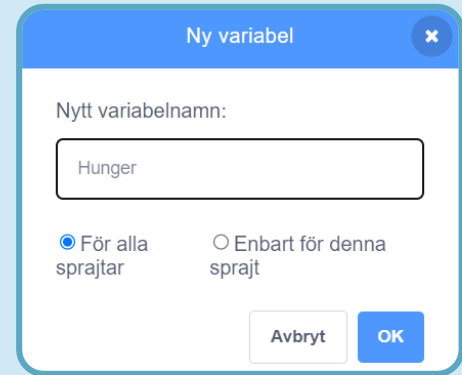 Ny variabel
Nytt variabelnamn:
Hunger
För alla
sprajtar
Enbart för denna
sprajt
Avbryt
OK